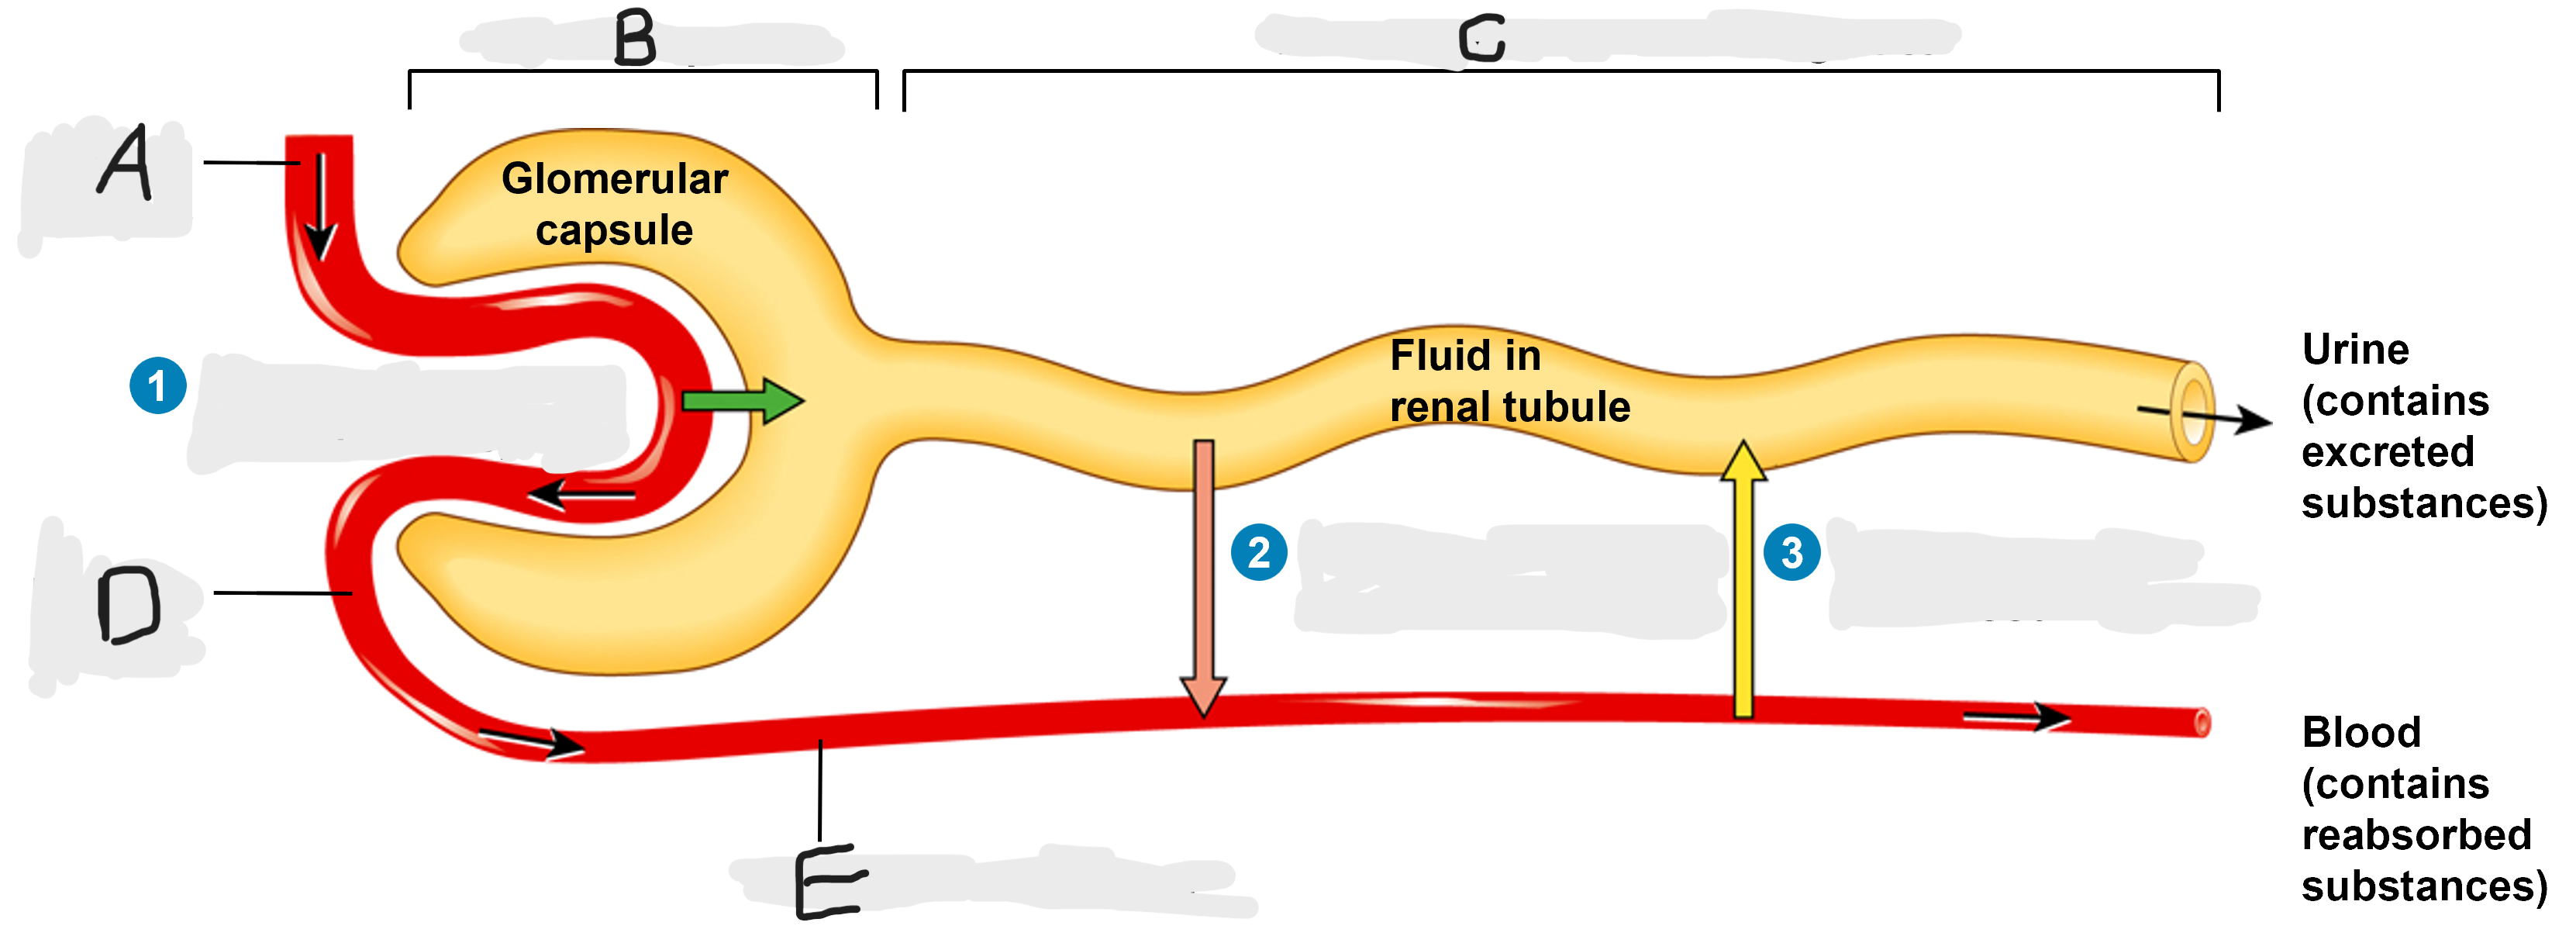 B
C
A
Glomerular
capsule
1
Fluid in
renal tubule
Urine
(contains
excreted
substances)
2
3
D
Blood
(contains
reabsorbed
substances)
E